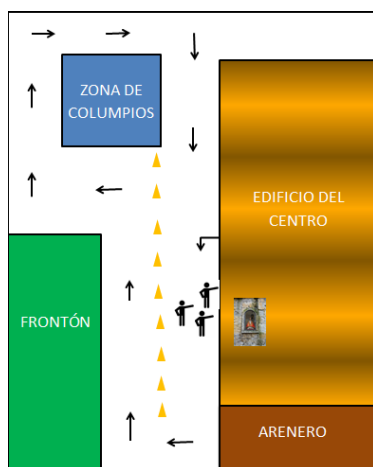 ZONA DE
COLUMPIOS
EDIFICIO DEL
CENTRO
FRONTÓN
ARENERO